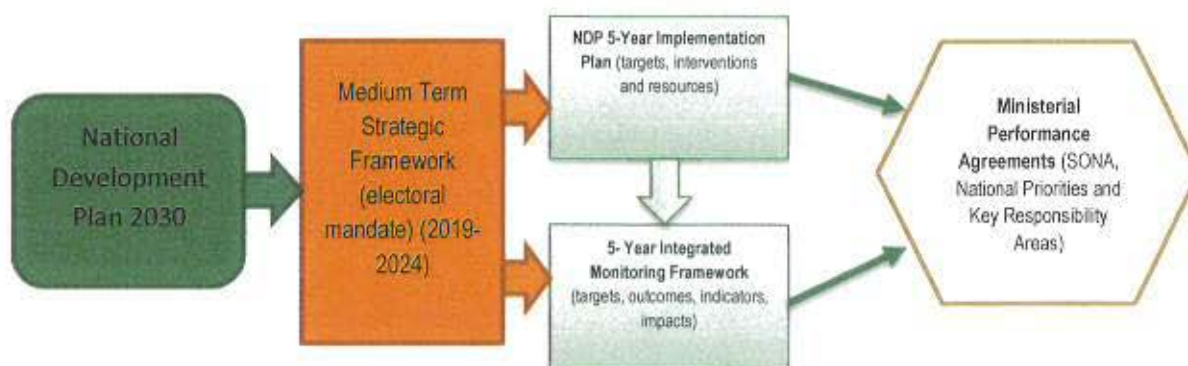 National
Development
Plan 2030
Medium Term
Strategic
Framework
(electoral
mandate) (2019-
2024)
NDP 5-Year Implementation
Plan (targets, interventions
and resources)
5- Year Integrated
Monitoring Framework
(targets, outcomes, indicators,
impacts)
Ministerial
Performance
Agreements (SONA,
National Priorities and
Key Responsibility
Areas)